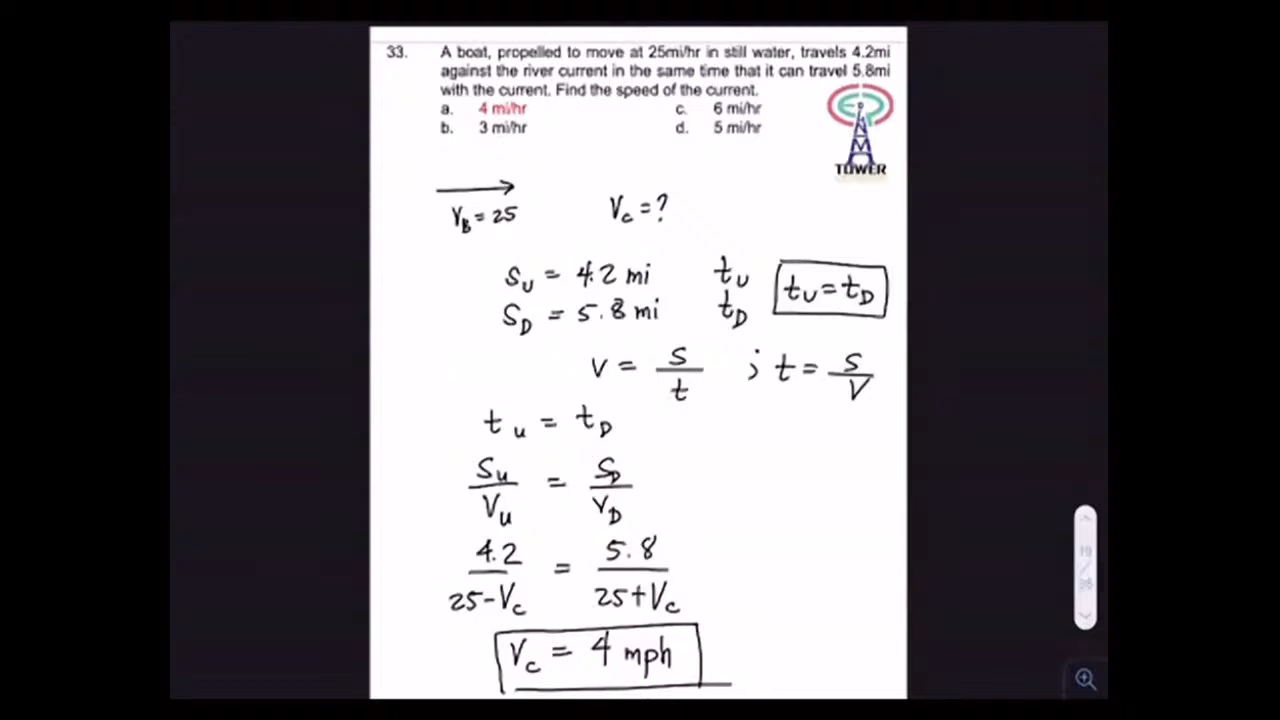 33. A boat, propelled to move at 25mi/hr in still water, travels 4.2mi
against the river current in the same time that it can travel 5.8mi
with the current. Find the speed of the current.
a. 4 mi/hr c. 6 mi/hr
b. 3 mi/hr d. 5 mi/hr
ENM
TOWER
V_B = 25 V_C = ?
S_U = 4.2 mi t_U t_U = t_D
S_D = 5.8 mi t_D
V = S/t ; t = S/V
t_U = t_D
S_U/V_U = S_D/V_D
4.2/(25-V_C) = 5.8/(25+V_C)
V_C = 4 mph
19
/